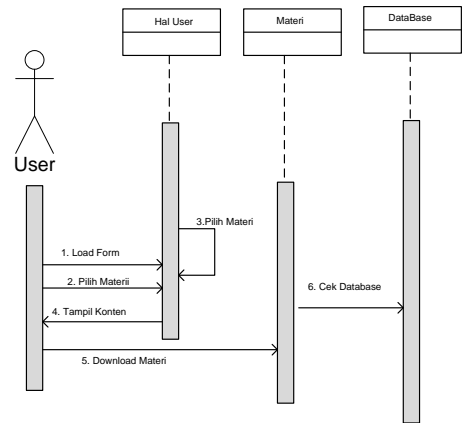 Hal User
Materi
DataBase
User
3.Pilih Materi
1. Load Form
2. Pilih Materii
6. Cek Database
4. Tampil Konten
5. Download Materi